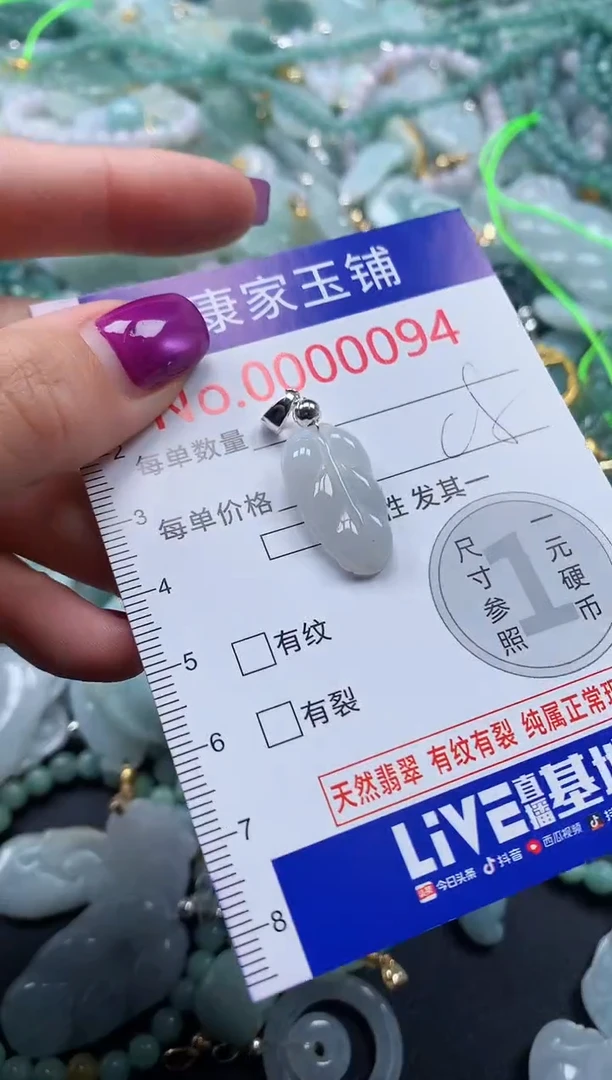 康家玉铺
No.0000094
每单数量
每单价格
性发其一
有纹
有裂
尺寸参照
1
一元硬币
天然翡翠 有纹有裂 纯属正常现
LiVE直播基地
今日头条 抖音 西瓜视频
2
3
4
5
6
7
8